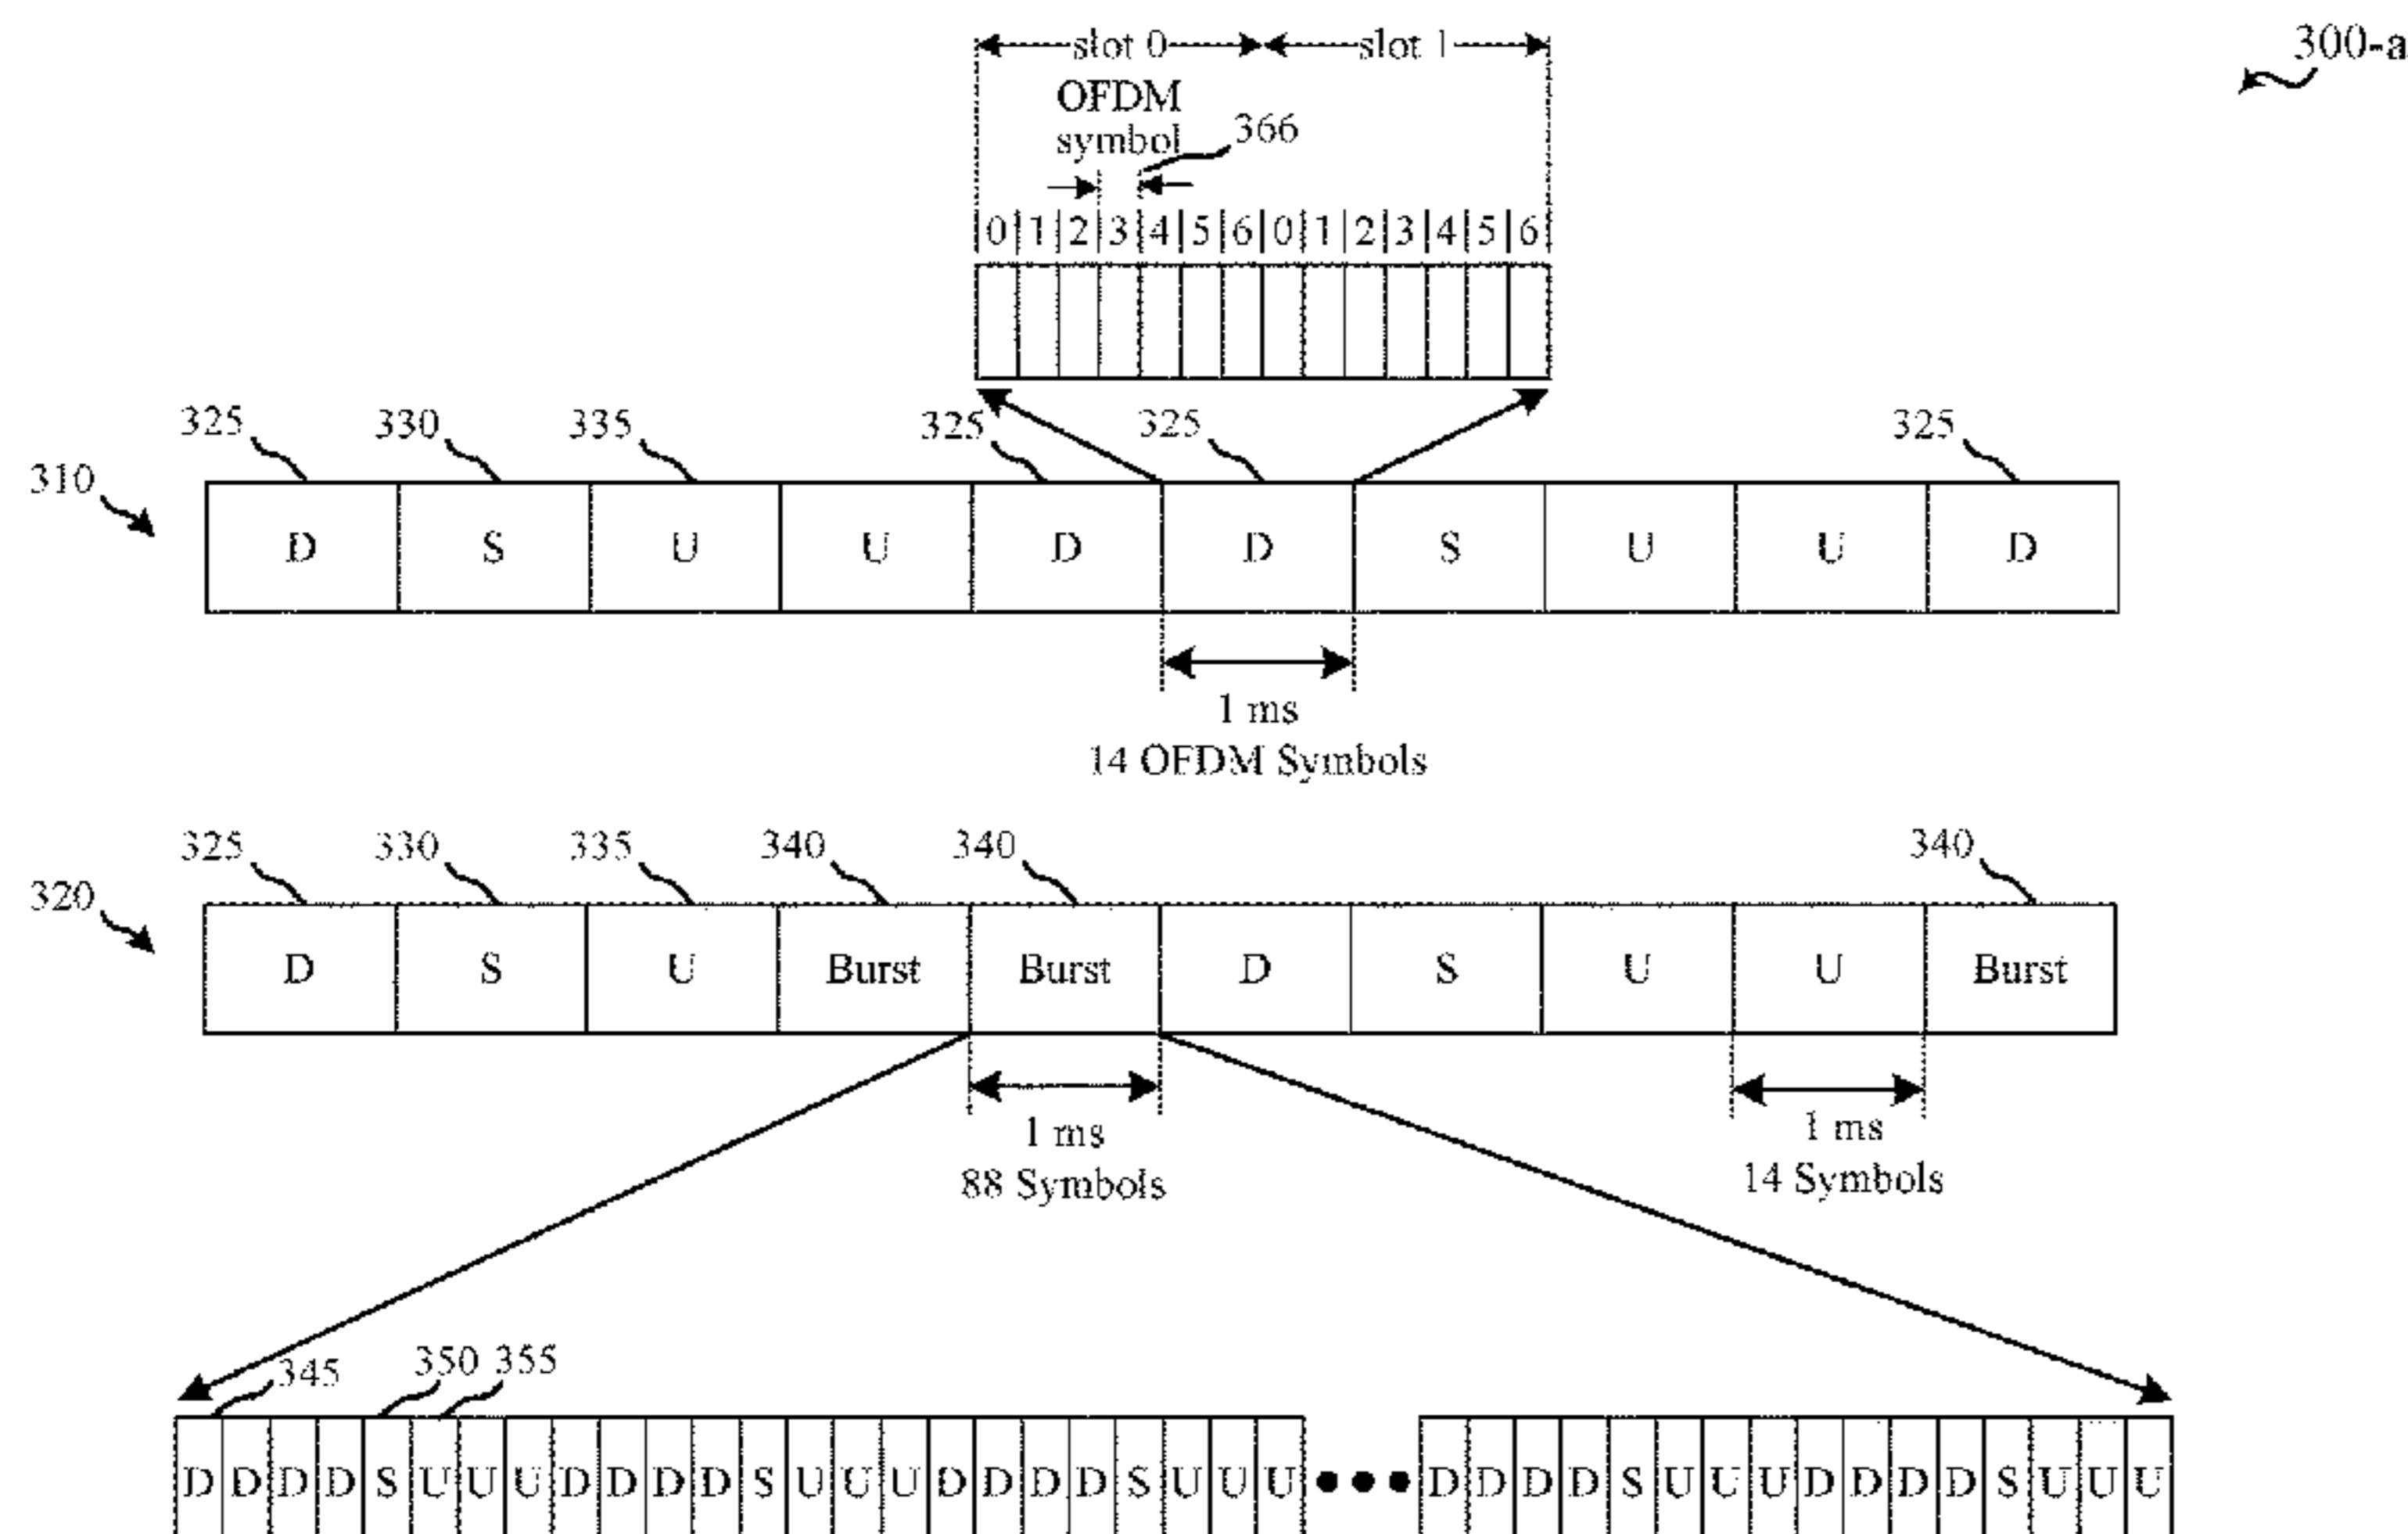 300-a
slot 0 slot 1
OFDM
symbol 366
0 1 2 3 4 5 6 0 1 2 3 4 5 6
325 330 335 325 325 325
310
D S U U D D S U U D
1 ms
14 OFDM Symbols
325 330 335 340 340 340
320
D S U Burst Burst D S U U Burst
1 ms 1 ms
88 Symbols 14 Symbols
345 350 355
D D D D S U U U D D D D S U U U D D D D S U U U ●●● D D D D S U U U D D D D S U U U